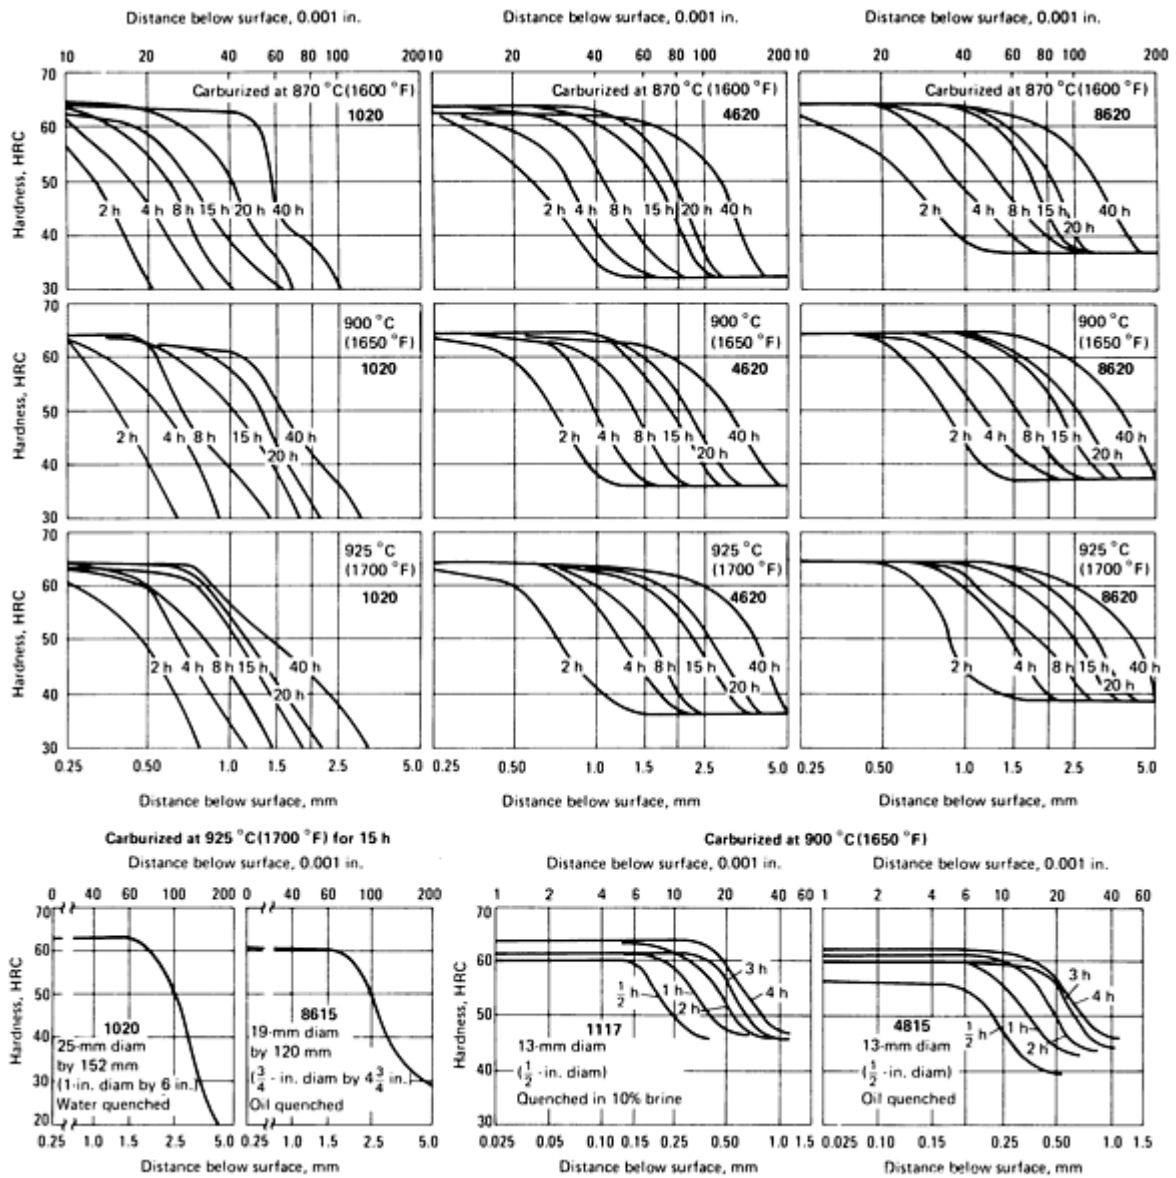 Distance below surface, 0.001 in. Distance below surface, 0.001 in. Distance below surface, 0.001 in.
10 20 40 60 100 200 10 20 40 60 80 100 200 10 20 40 60 80 100 200
70 Carburized at 870 °C (1600 °F) Carburized at 870 °C (1600 °F) Carburized at 870 °C (1600 °F)
1020 4620 8620
60
50
2 h 4 h 8 h 15 h 20 h 40 h 2 h 4 h 8 h 15 h 20 h 40 h 2 h 4 h 8 h 15 h 20 h 40 h
40
30
Hardness, HRC
70 900 °C 900 °C 900 °C
(1650 °F) (1650 °F) (1650 °F)
60 1020 4620 8620
50
2 h 4 h 8 h 15 h 20 h 40 h 2 h 4 h 8 h 15 h 20 h 40 h 2 h 4 h 8 h 15 h 20 h 40 h
40
30
Hardness, HRC
70 925 °C 925 °C 925 °C
(1700 °F) (1700 °F) (1700 °F)
60 1020 4620 8620
50
2 h 4 h 8 h 15 h 20 h 40 h 2 h 4 h 8 h 15 h 20 h 40 h 2 h 4 h 8 h 15 h 20 h 40 h
40
30
Hardness, HRC
0.25 0.50 1.0 1.5 2.5 5.0 0.25 0.50 1.0 1.5 2.5 5.0 0.25 0.50 1.0 1.5 2.5 5.0
Distance below surface, mm Distance below surface, mm Distance below surface, mm
Carburized at 925 °C (1700 °F) for 15 h Carburized at 900 °C (1650 °F)
Distance below surface, 0.001 in. Distance below surface, 0.001 in. Distance below surface, 0.001 in.
0 40 60 100 200 0 40 60 100 200 1 2 4 6 10 20 40 60 1 2 4 6 10 20 40 60
70
60
50
40
30
20
Hardness, HRC
1020
25-mm diam
by 152 mm
(1-in. diam by 6 in.)
Water quenched
8615
19-mm diam
by 120 mm
(3/4 - in. diam by 4 3/4 in.)
Oil quenched
0.25 1.0 1.5 2.5 5.0 0.25 1.0 1.5 2.5 5.0
Distance below surface, mm Distance below surface, mm
70
60
50
40
30
Hardness, HRC
1/2 h 1 h 2 h 3 h 4 h
1117
13-mm diam
(1/2 -in. diam)
Quenched in 10% brine
1/2 h 1 h 2 h 3 h 4 h
4815
13-mm diam
(1/2 -in. diam)
Oil quenched
0.025 0.05 0.10 0.15 0.25 0.50 1.0 1.5 0.025 0.10 0.15 0.25 0.50 1.0 1.5
Distance below surface, mm Distance below surface, mm